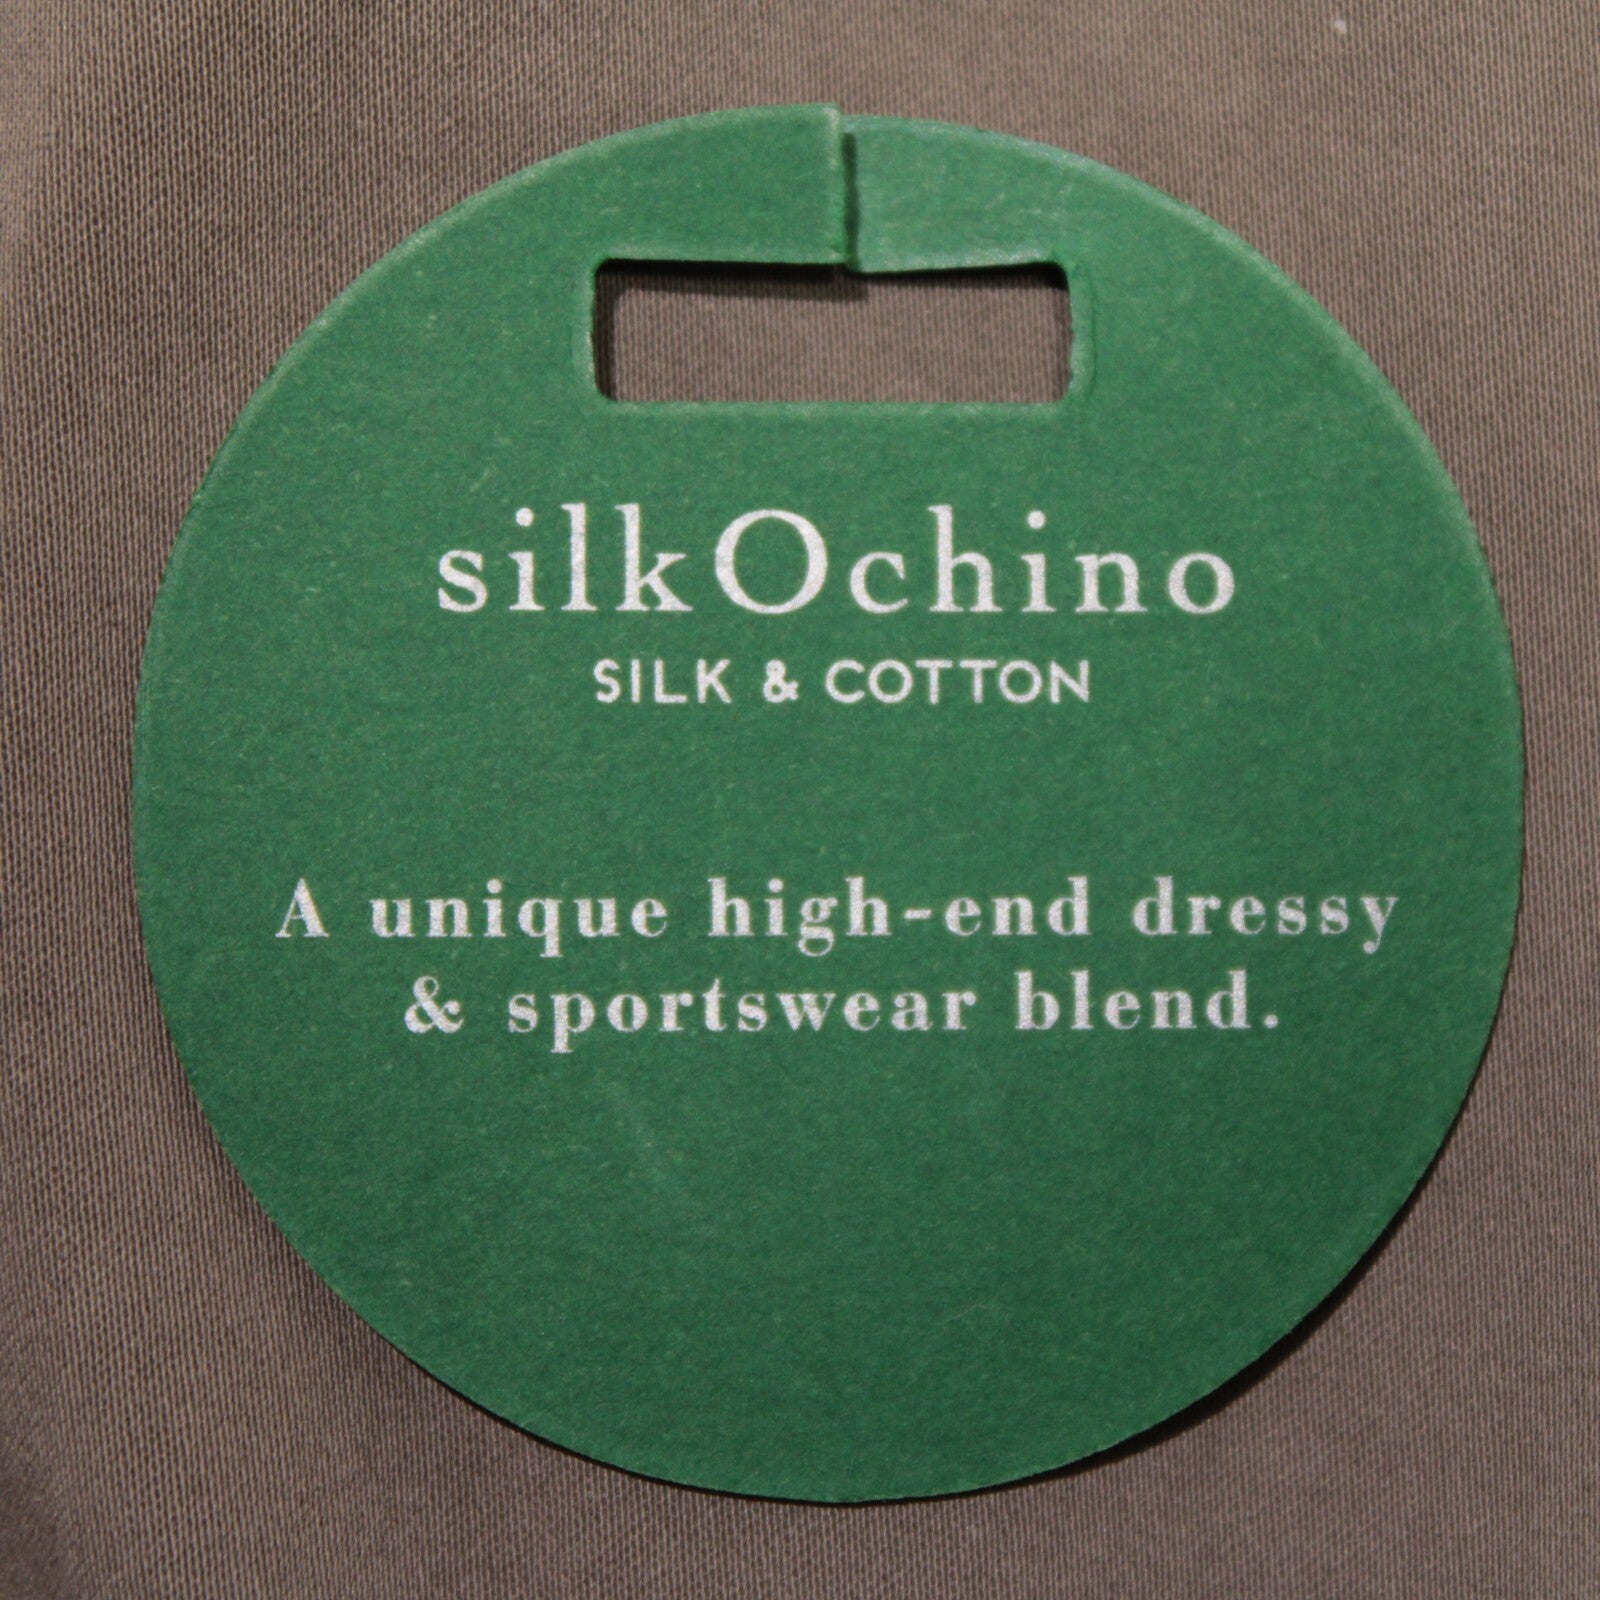 silkOchino
SILK & COTTON
A unique high-end dressy
& sportswear blend.